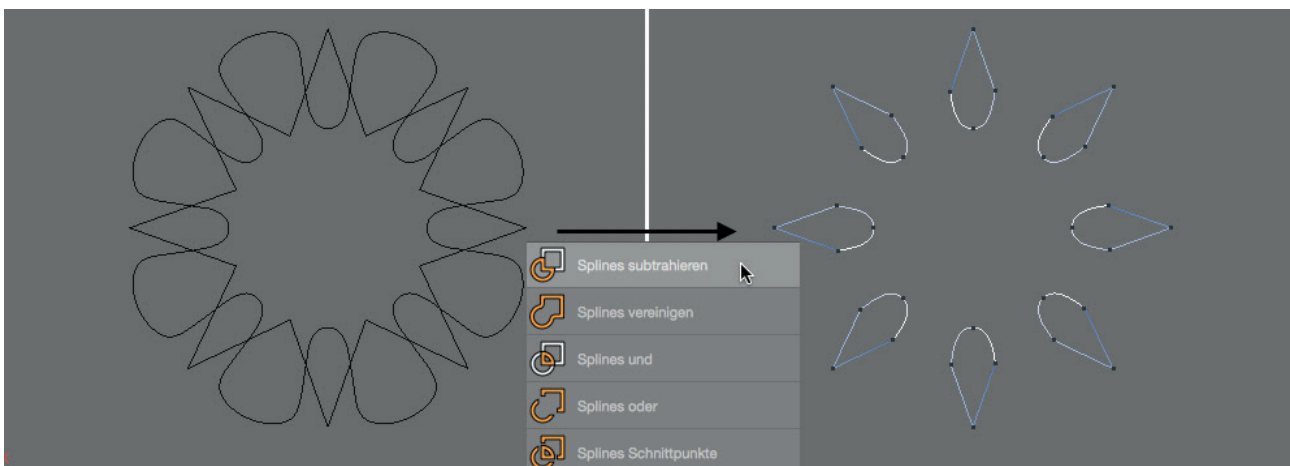 Splines subtrahieren
Splines vereinigen
Splines und
Splines oder
Splines Schnittpunkte